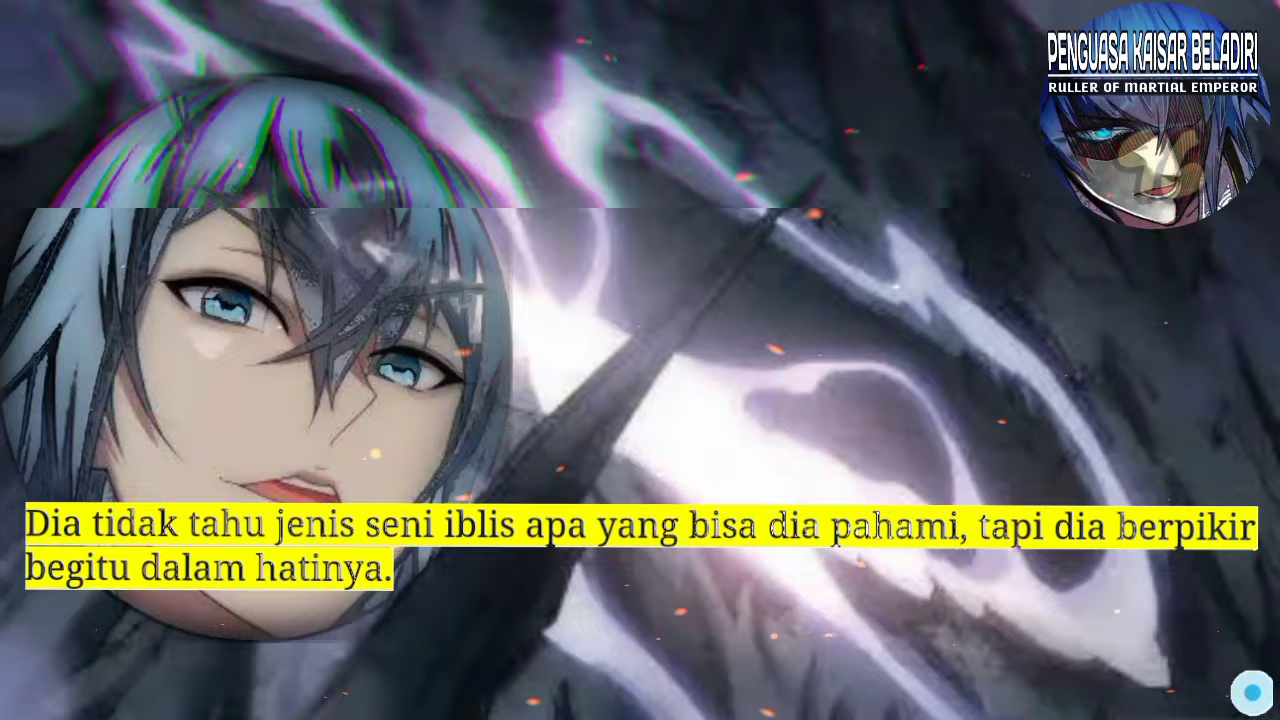 PENGUASA KAISAR BELADIRI
RULLER OF MARTIAL EMPEROR
Dia tidak tahu jenis seni iblis apa yang bisa dia pahami, tapi dia berpikir
begitu dalam hatinya.